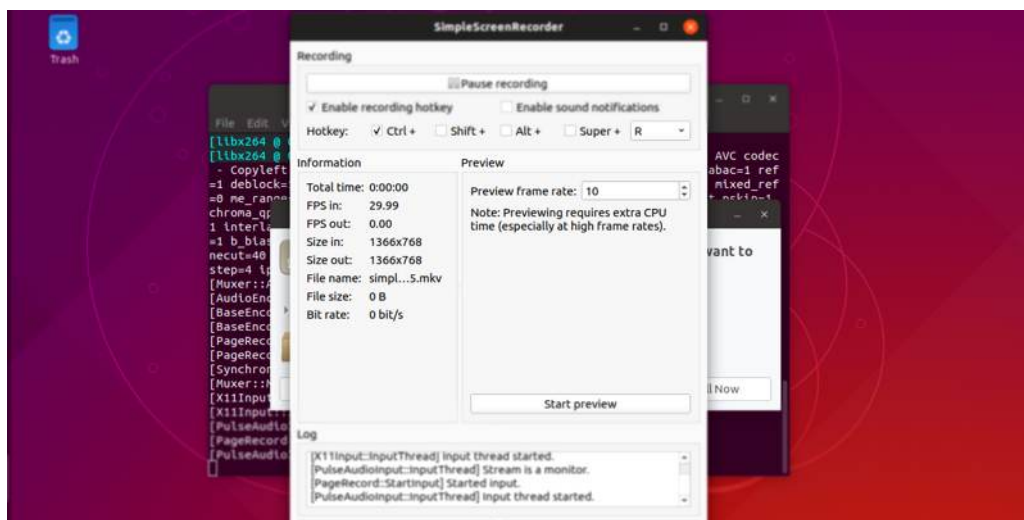 Trash
SimpleScreenRecorder
Recording
Pause recording
Enable recording hotkey Enable sound notifications
Hotkey: Ctrl + Shift + Alt + Super + R
Information
Total time: 0:00:00
FPS in: 29.99
FPS out: 0.00
Size in: 1366x768
Size out: 1366x768
File name: simpl...5.mkv
File size: 0 B
Bit rate: 0 bit/s
Preview
Preview frame rate: 10
Note: Previewing requires extra CPU
time (especially at high frame rates).
Start preview
Log
[X11Input::InputThread] Input thread started.
[PulseAudioInput::InputThread] Stream is a monitor.
[PageRecord::StartInput] Started input.
[PulseAudioInput::InputThread] Input thread started.
File Edit
[libx264 @
[libx264 @
AVC codec
- Copyleft
abac=1 ref
=1 deblock=
mixed_ref
=0 me_range
chroma_qp
1 interla
=1 b_bias
necut=40
step=4 ip
[Muxer::
[AudioEnc
[BaseEnc
[BaseEnc
[PageReco
[PageReco
[Synchron
[Muxer::
[X11Input
[X11Input::
[PulseAudio
[PageRecord
[PulseAudio
want to
Now